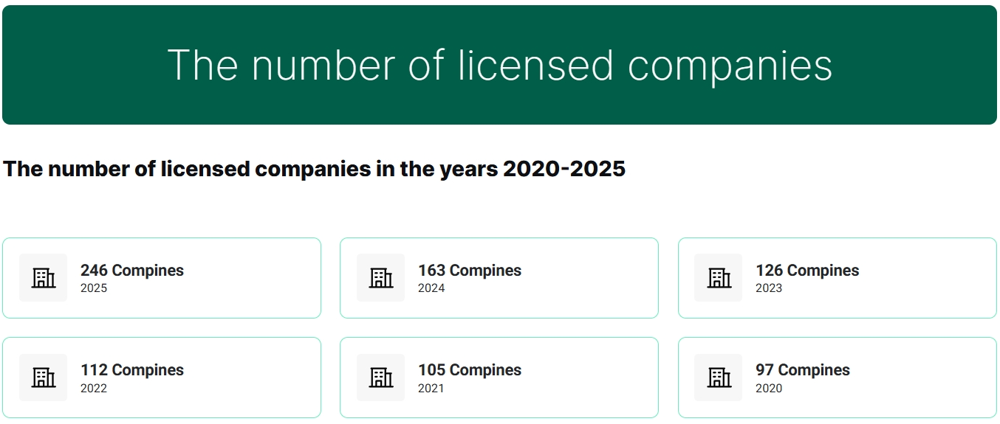 The number of licensed companies
The number of licensed companies in the years 2020-2025
246 Compines
2025
163 Compines
2024
126 Compines
2023
112 Compines
2022
105 Compines
2021
97 Compines
2020